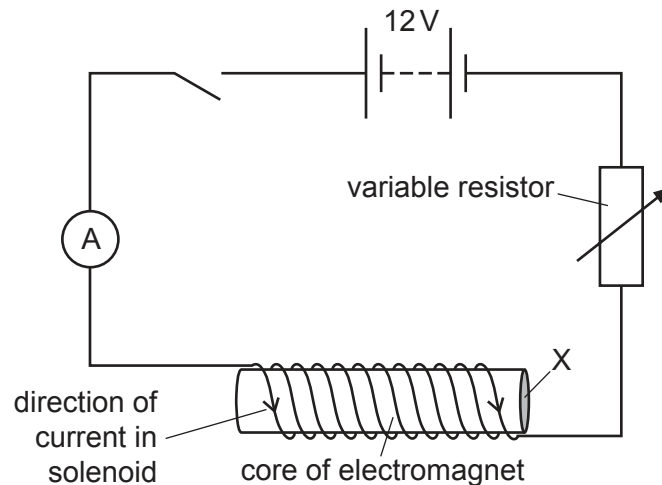 12 V
variable resistor
A
X
direction of
current in
solenoid
core of electromagnet